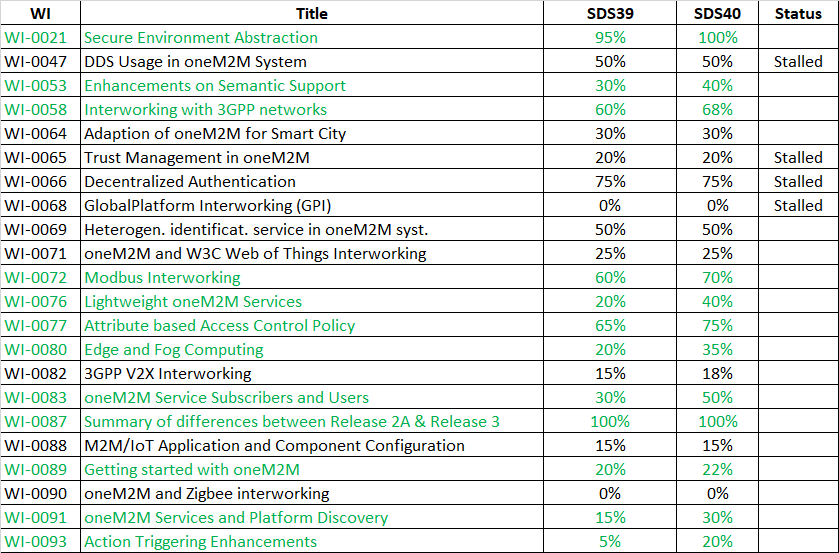 WI Title SDS39 SDS40 Status
WI-0021 Secure Environment Abstraction 95% 100%
WI-0047 DDS Usage in oneM2M System 50% 50% Stalled
WI-0053 Enhancements on Semantic Support 30% 40%
WI-0058 Interworking with 3GPP networks 60% 68%
WI-0064 Adaption of oneM2M for Smart City 30% 30%
WI-0065 Trust Management in oneM2M 20% 20% Stalled
WI-0066 Decentralized Authentication 75% 75% Stalled
WI-0068 GlobalPlatform Interworking (GPI) 0% 0% Stalled
WI-0069 Heterogen. identificat. service in oneM2M syst. 50% 50%
WI-0071 oneM2M and W3C Web of Things Interworking 25% 25%
WI-0072 Modbus Interworking 60% 70%
WI-0076 Lightweight oneM2M Services 20% 40%
WI-0077 Attribute based Access Control Policy 65% 75%
WI-0080 Edge and Fog Computing 20% 35%
WI-0082 3GPP V2X Interworking 15% 18%
WI-0083 oneM2M Service Subscribers and Users 30% 50%
WI-0087 Summary of differences between Release 2A & Release 3 100% 100%
WI-0088 M2M/IoT Application and Component Configuration 15% 15%
WI-0089 Getting started with oneM2M 20% 22%
WI-0090 oneM2M and Zigbee interworking 0% 0%
WI-0091 oneM2M Services and Platform Discovery 15% 30%
WI-0093 Action Triggering Enhancements 5% 20%